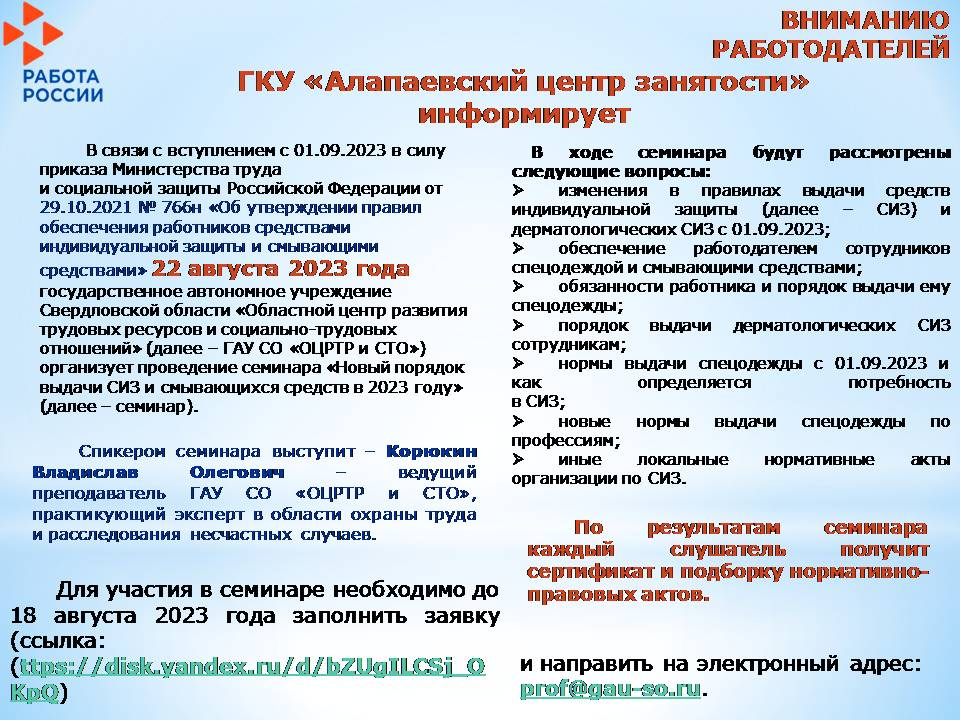 РАБОТА
РОССИИ
ВНИМАНИЮ
РАБОТОДАТЕЛЕЙ
ГКУ «Алапаевский центр занятости»
информирует
В связи с вступлением с 01.09.2023 в силу
приказа Министерства труда
и социальной защиты Российской Федерации от
29.10.2021 № 766н «Об утверждении правил
обеспечения работников средствами
индивидуальной защиты и смывающими
средствами» 22 августа 2023 года
государственное автономное учреждение
Свердловской области «Областной центр развития
трудовых ресурсов и социально-трудовых
отношений» (далее – ГАУ СО «ОЦРТР и СТО»)
организует проведение семинара «Новый порядок
выдачи СИЗ и смывающихся средств в 2023 году»
(далее – семинар).
Спикером семинара выступит – Корюкин
Владислав Олегович – ведущий
преподаватель ГАУ СО «ОЦРТР и СТО»,
практикующий эксперт в области охраны труда
и расследования несчастных случаев.
Для участия в семинаре необходимо до
18 августа 2023 года заполнить заявку
(ссылка:
(ttps://disk.yandex.ru/d/bZUgILCSj_Q
KpQ)
В ходе семинара будут рассмотрены
следующие вопросы:
➢ изменения в правилах выдачи средств
индивидуальной защиты (далее – СИЗ) и
дерматологических СИЗ с 01.09.2023;
➢ обеспечение работодателем сотрудников
спецодеждой и смывающими средствами;
➢ обязанности работника и порядок выдачи ему
спецодежды;
➢ порядок выдачи дерматологических СИЗ
сотрудникам;
➢ нормы выдачи спецодежды с 01.09.2023 и
как определяется потребность
в СИЗ;
➢ новые нормы выдачи спецодежды по
профессиям;
➢ иные локальные нормативные акты
организации по СИЗ.
По результатам семинара
каждый слушатель получит
сертификат и подборку нормативно-
правовых актов.
и направить на электронный адрес:
prof@gau-so.ru.